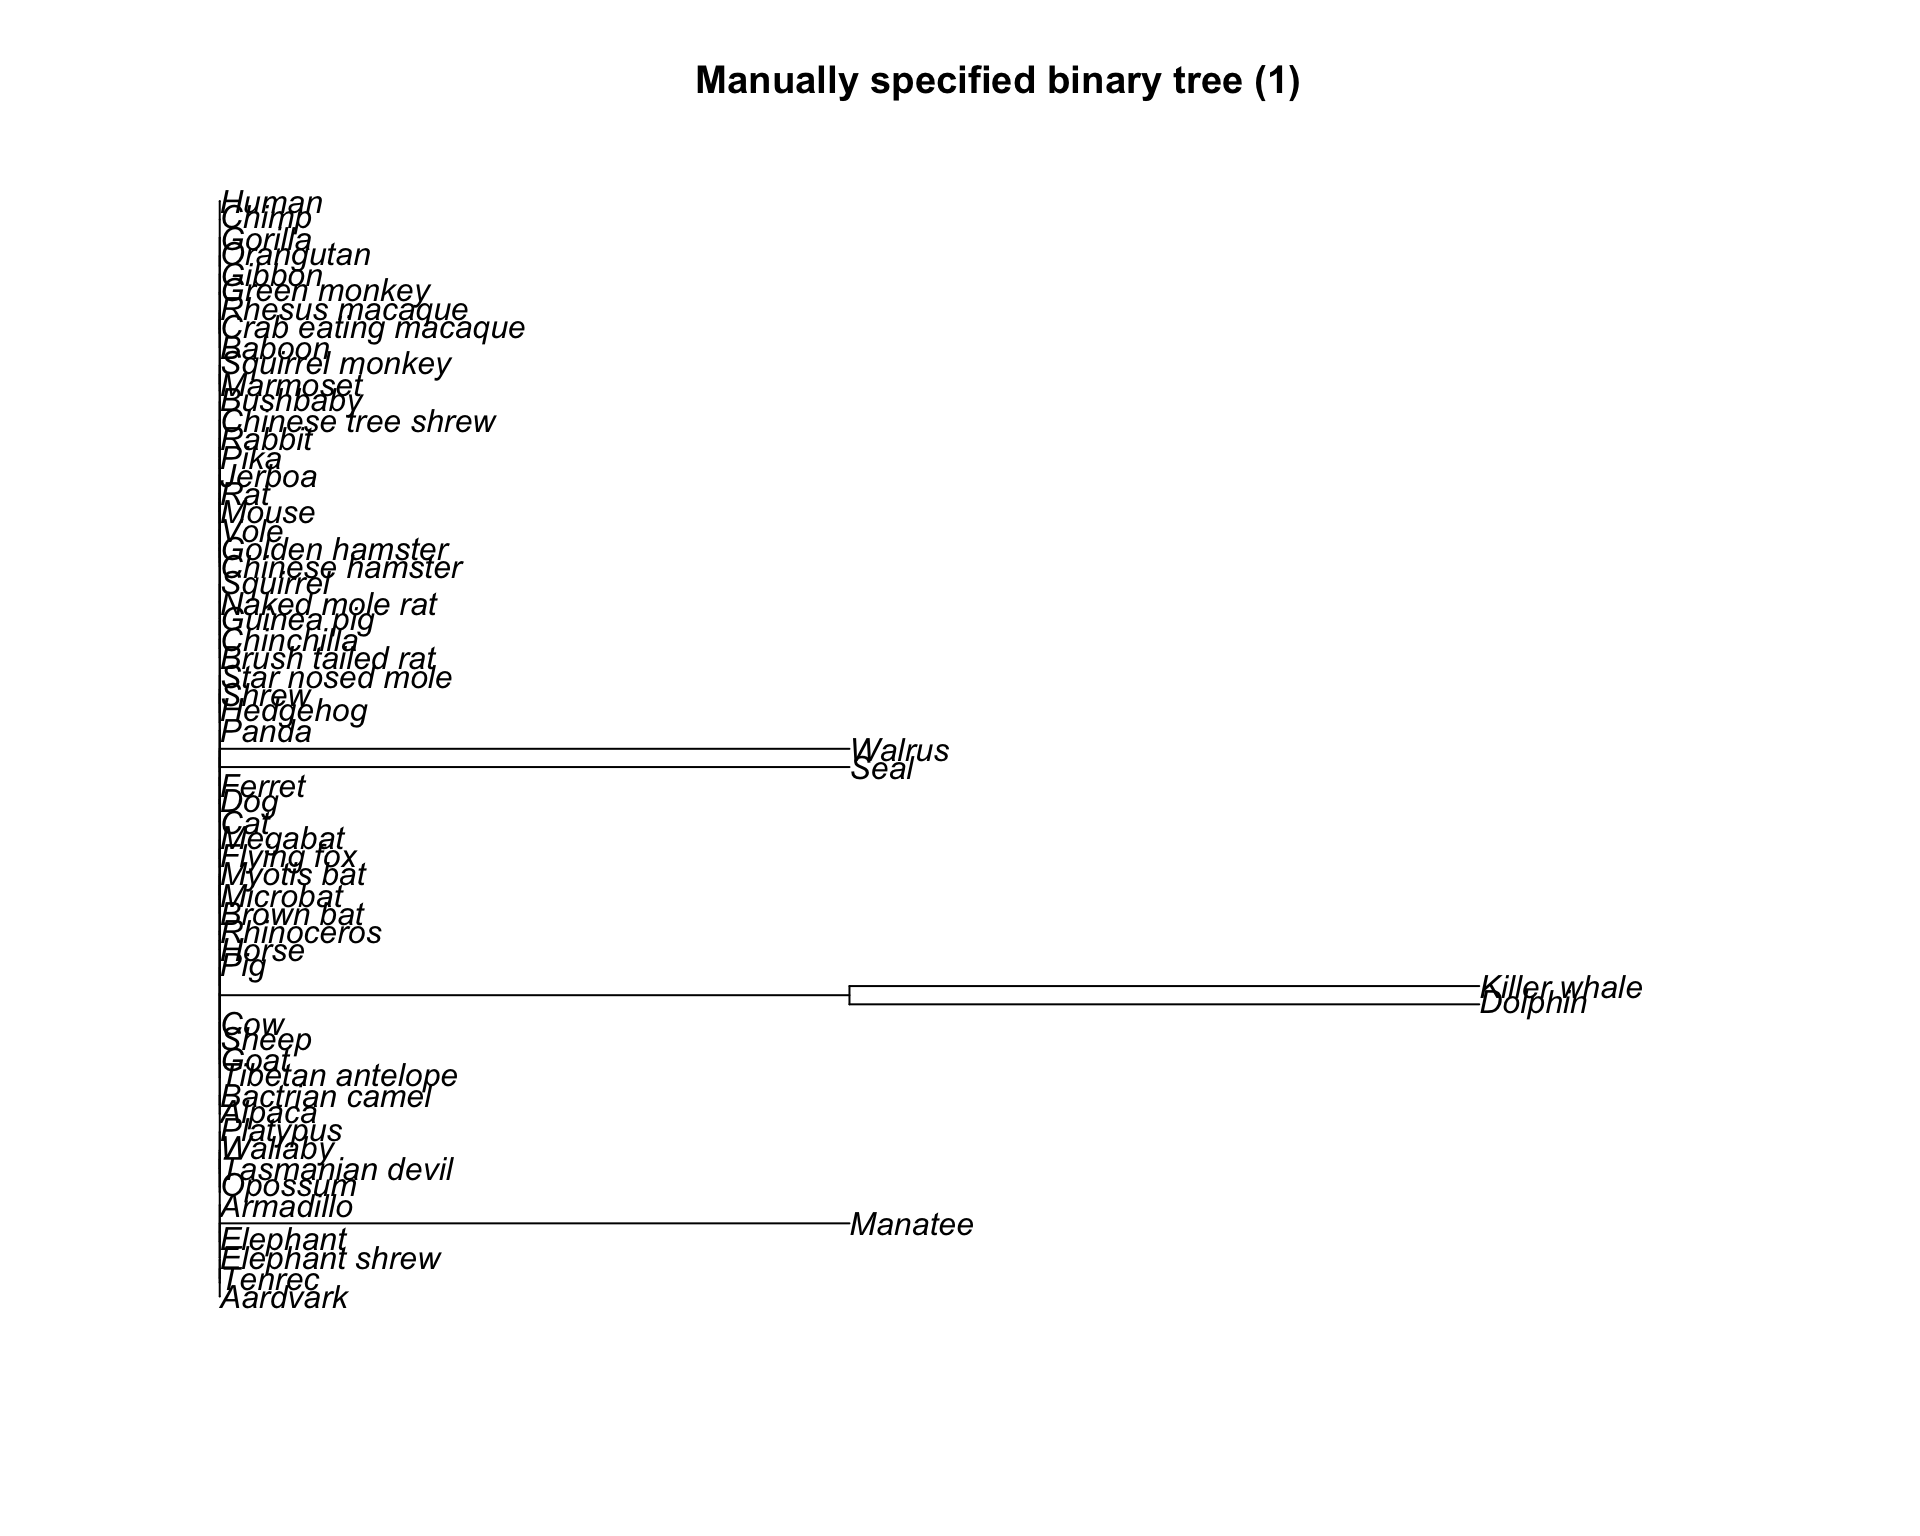 Manually specified binary tree (1)
Human
Chimp
Gorilla
Orangutan
Gibbon
Green monkey
Rhesus macaque
Crab eating macaque
Baboon
Squirrel monkey
Marmoset
Bushbaby
Chinese tree shrew
Rabbit
Pika
Jerboa
Rat
Mouse
Vole
Golden hamster
Chinese hamster
Squirrel
Naked mole rat
Guinea pig
Chinchilla
Brush tailed rat
Star nosed mole
Shrew
Hedgehog
Panda
Walrus
Seal
Ferret
Dog
Cat
Megabat
Flying fox
Myotis bat
Microbat
Brown bat
Rhinoceros
Horse
Pig
Killer whale
Dolphin
Cow
Sheep
Goat
Tibetan antelope
Bactrian camel
Alpaca
Platypus
Wallaby
Tasmanian devil
Opossum
Armadillo
Manatee
Elephant
Elephant shrew
Tenrec
Aardvark